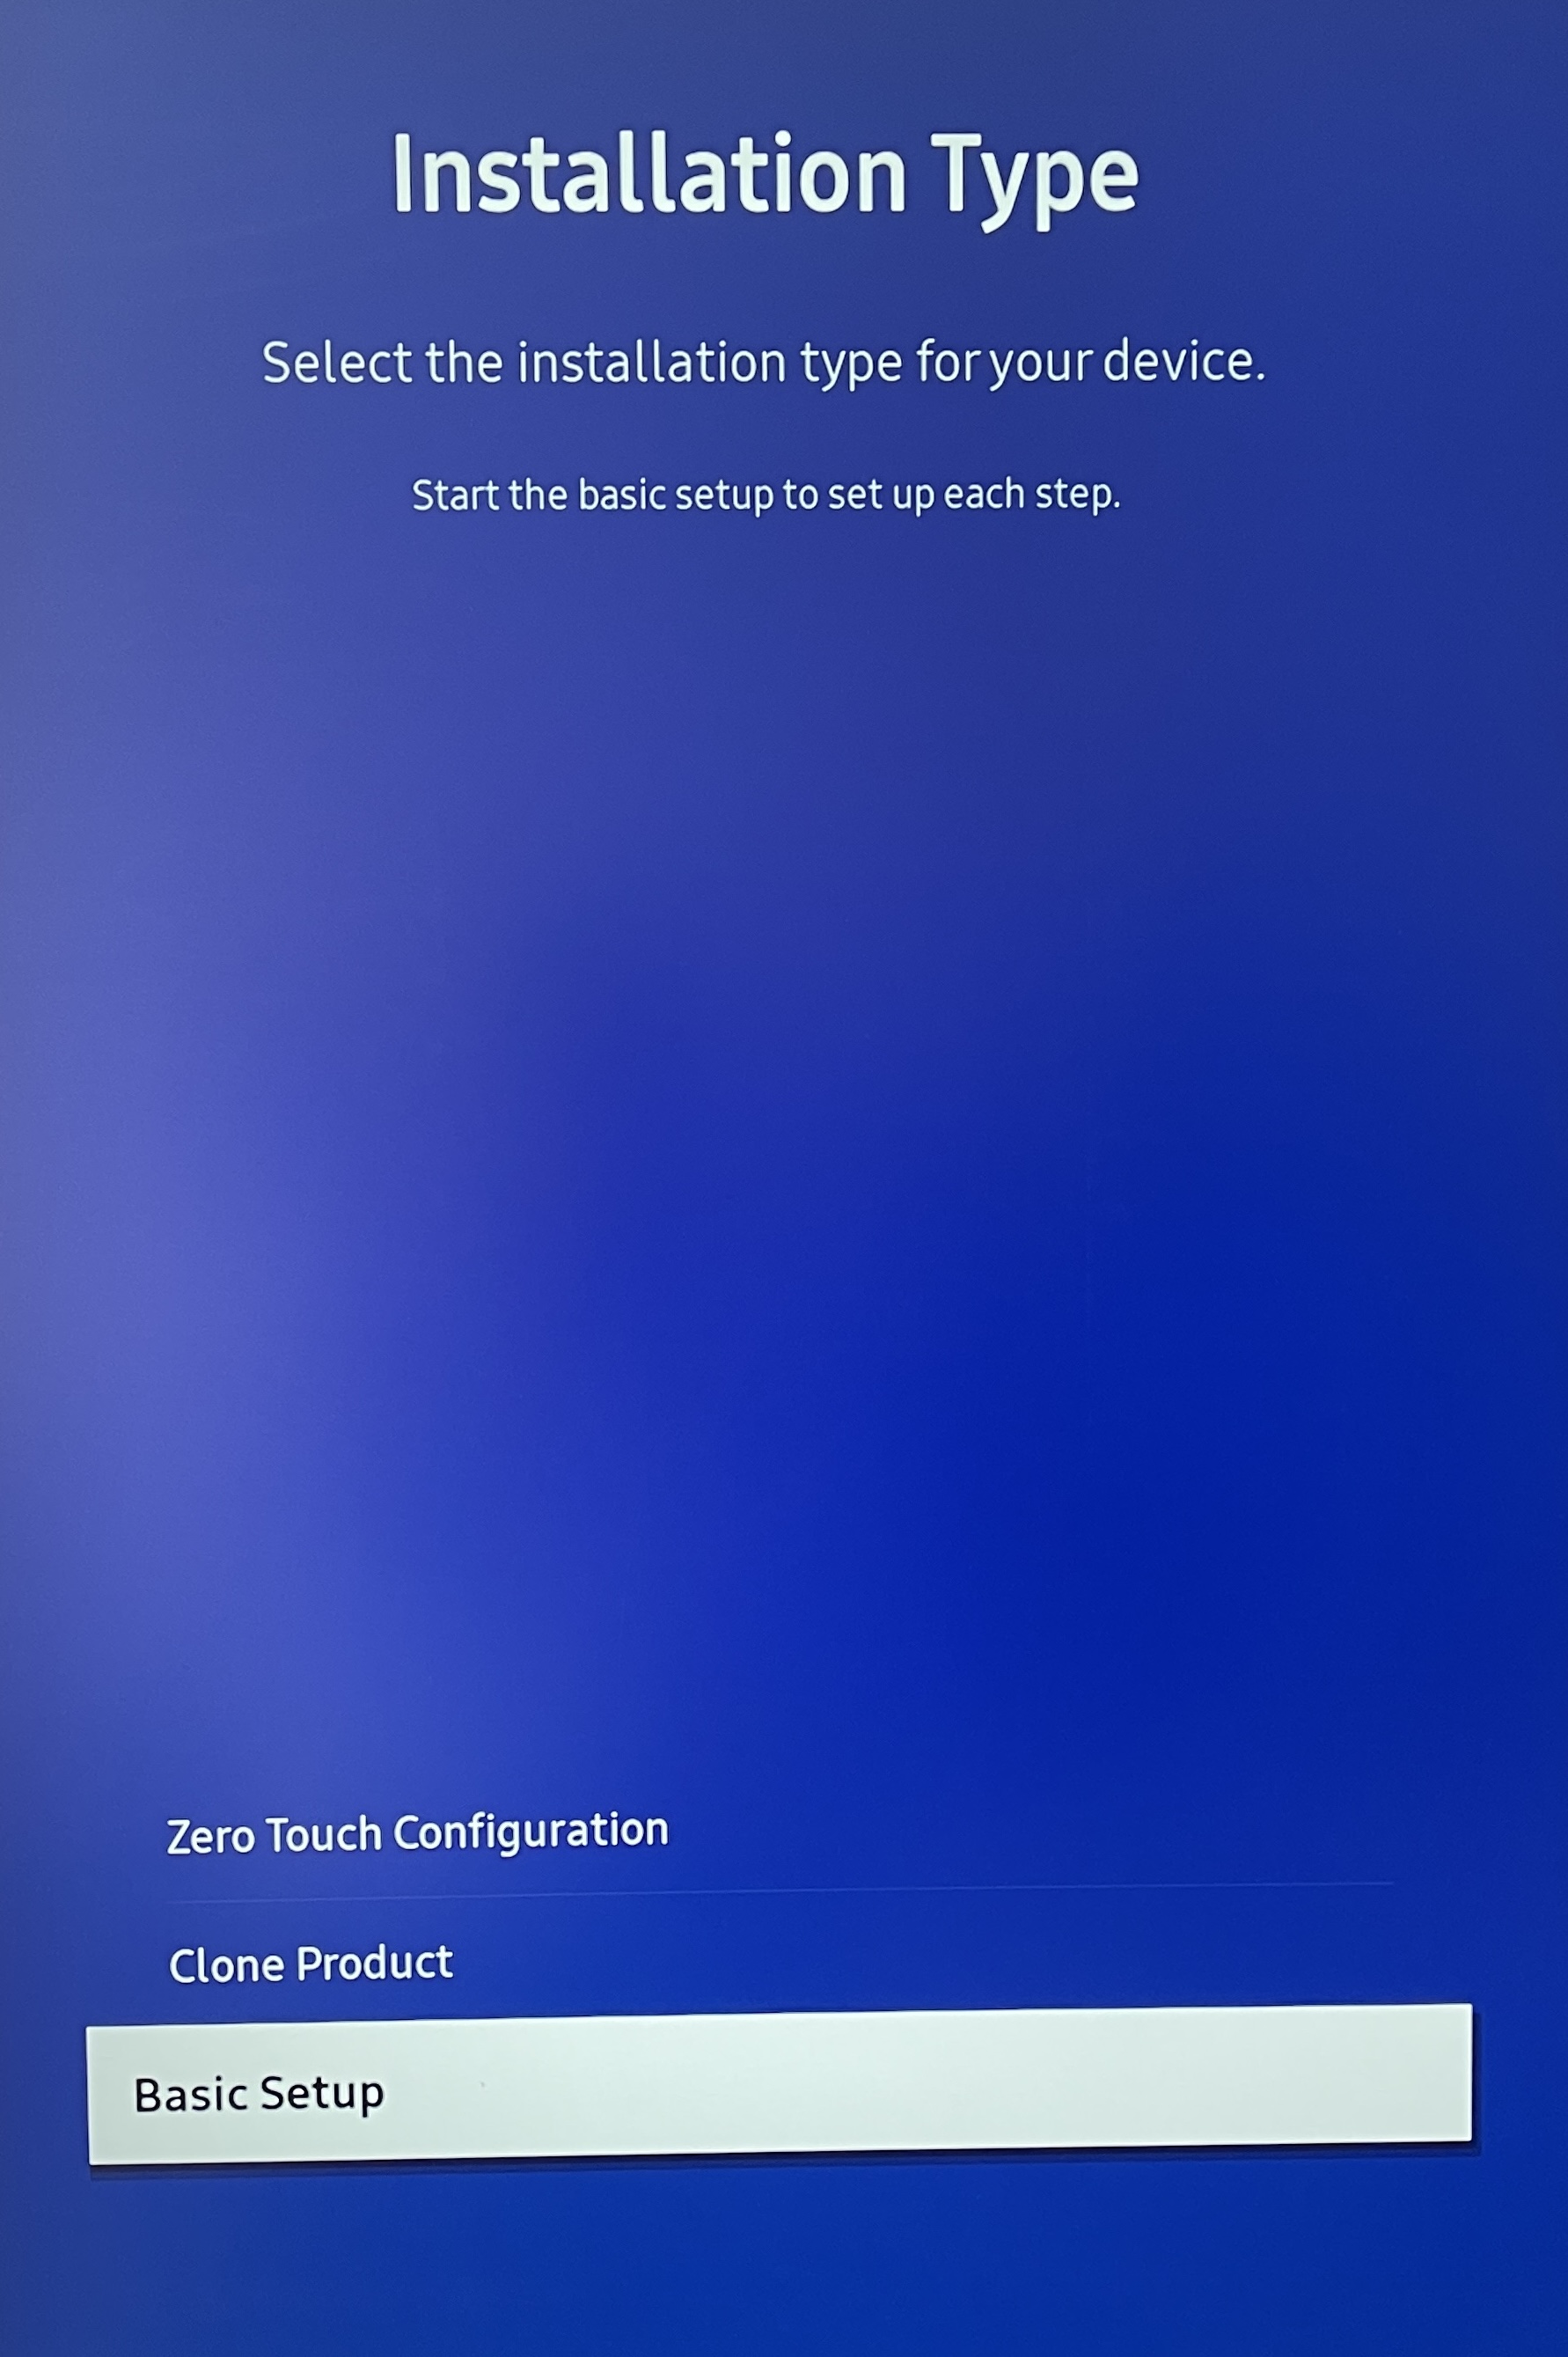 Installation Type
Select the installation type for your device.
Start the basic setup to set up each step.
Zero Touch Configuration
Clone Product
Basic Setup